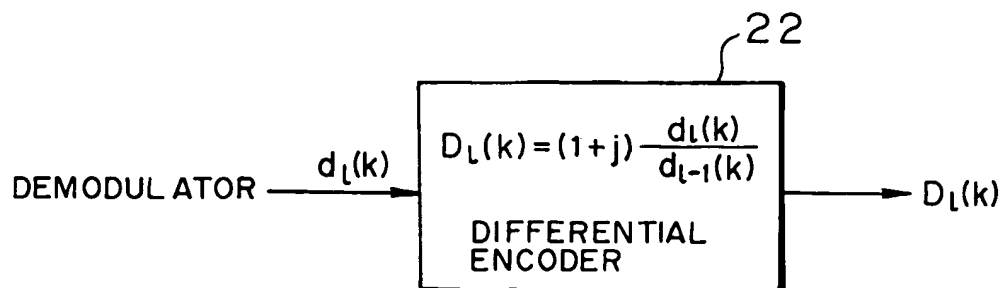 22
D_l(k) = (1+j) d_l(k) / d_{l-1}(k)
DEMODULATOR
d_l(k)
D_l(k)
DIFFERENTIAL
ENCODER